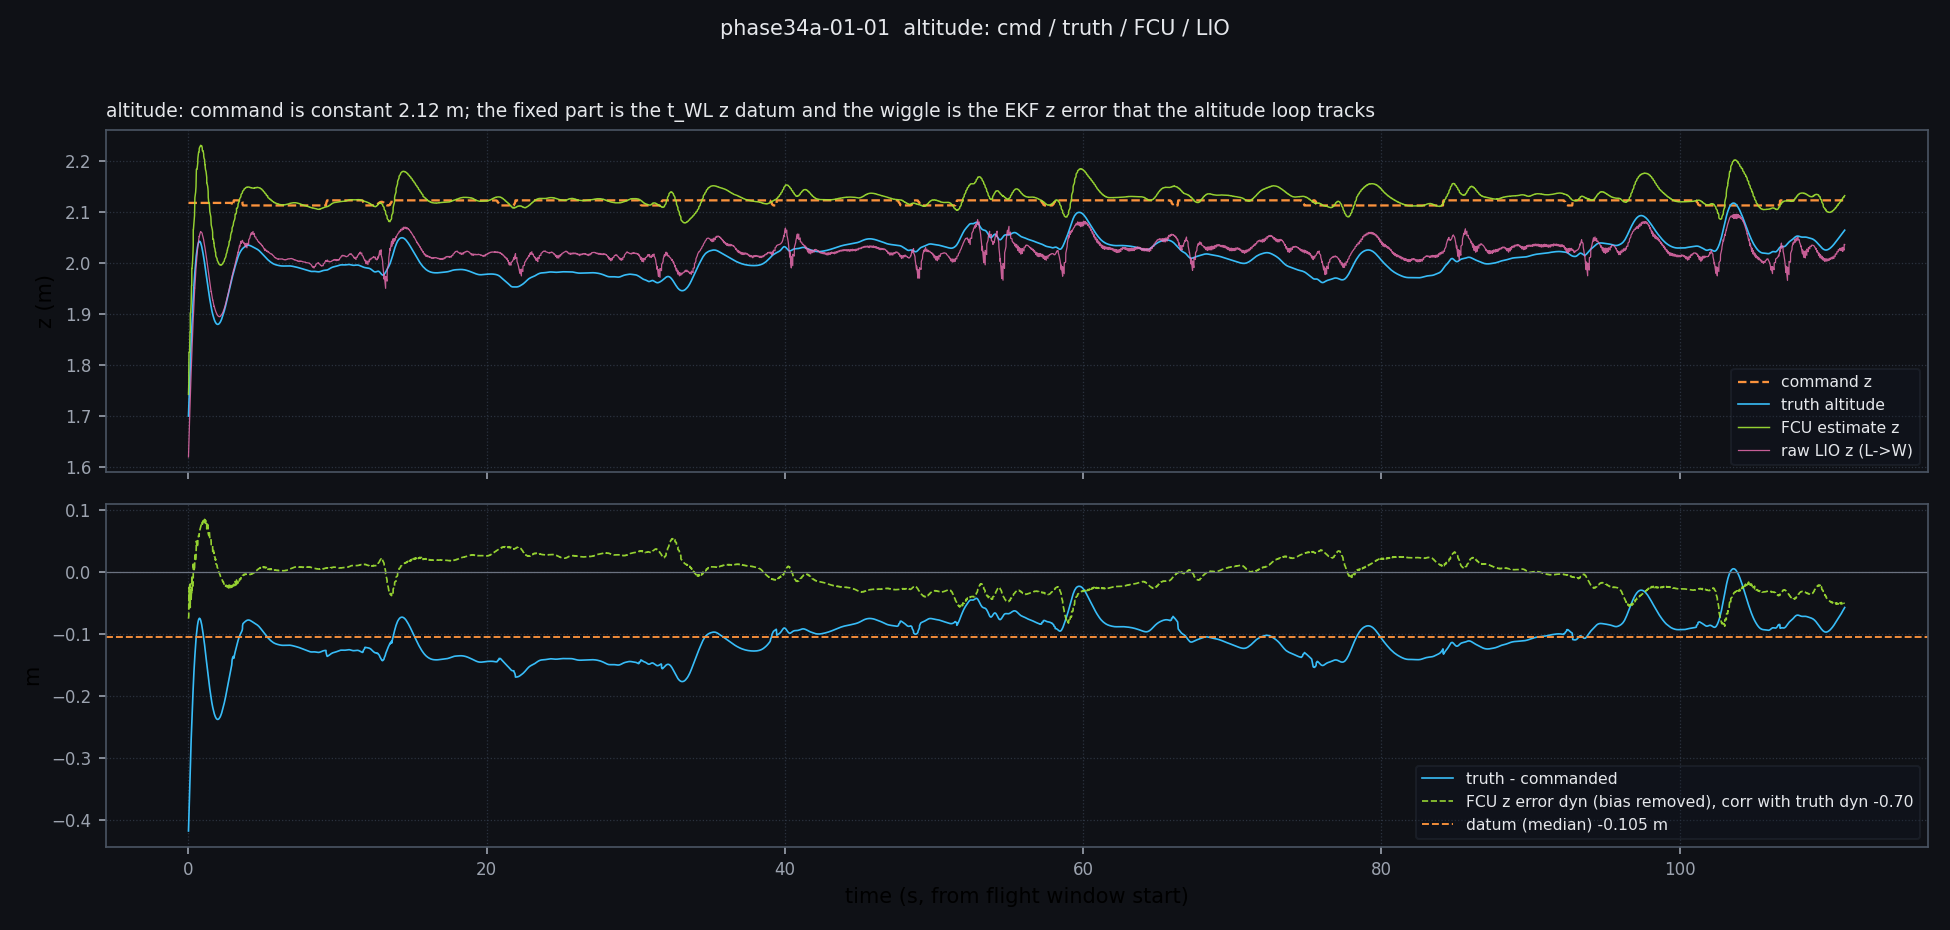 phase34a-01-01  altitude: cmd / truth / FCU / LIO
altitude: command is constant 2.12 m; the fixed part is the t_WL z datum and the wiggle is the EKF z error that the altitude loop tracks
z (m)
2.2
2.1
2.0
1.9
1.8
1.7
1.6
command z
truth altitude
FCU estimate z
raw LIO z (L->W)
m
0.1
0.0
−0.1
−0.2
−0.3
−0.4
truth - commanded
FCU z error dyn (bias removed), corr with truth dyn -0.70
datum (median) -0.105 m
0 20 40 60 80 100
time (s, from flight window start)